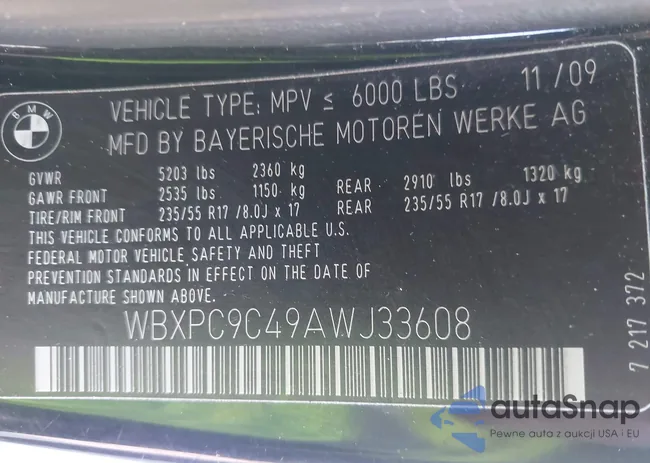 BMW
VEHICLE TYPE: MPV ≤ 6000 LBS 11/09
MFD BY BAYERISCHE MOTOREN WERKE AG
GVWR 5203 lbs 2360 kg
GAWR FRONT 2535 lbs 1150 kg REAR 2910 lbs 1320 kg
TIRE/RIM FRONT 235/55 R17 /8.0J x 17 REAR 235/55 R17 /8.0J x 17
THIS VEHICLE CONFORMS TO ALL APPLICABLE U.S.
FEDERAL MOTOR VEHICLE SAFETY AND THEFT
PREVENTION STANDARDS IN EFFECT ON THE DATE OF
MANUFACTURE SHOWN ABOVE.
WBXPC9C49AWJ33608
7 217 372
autaSnap
Pewne auta z aukcji USA i EU